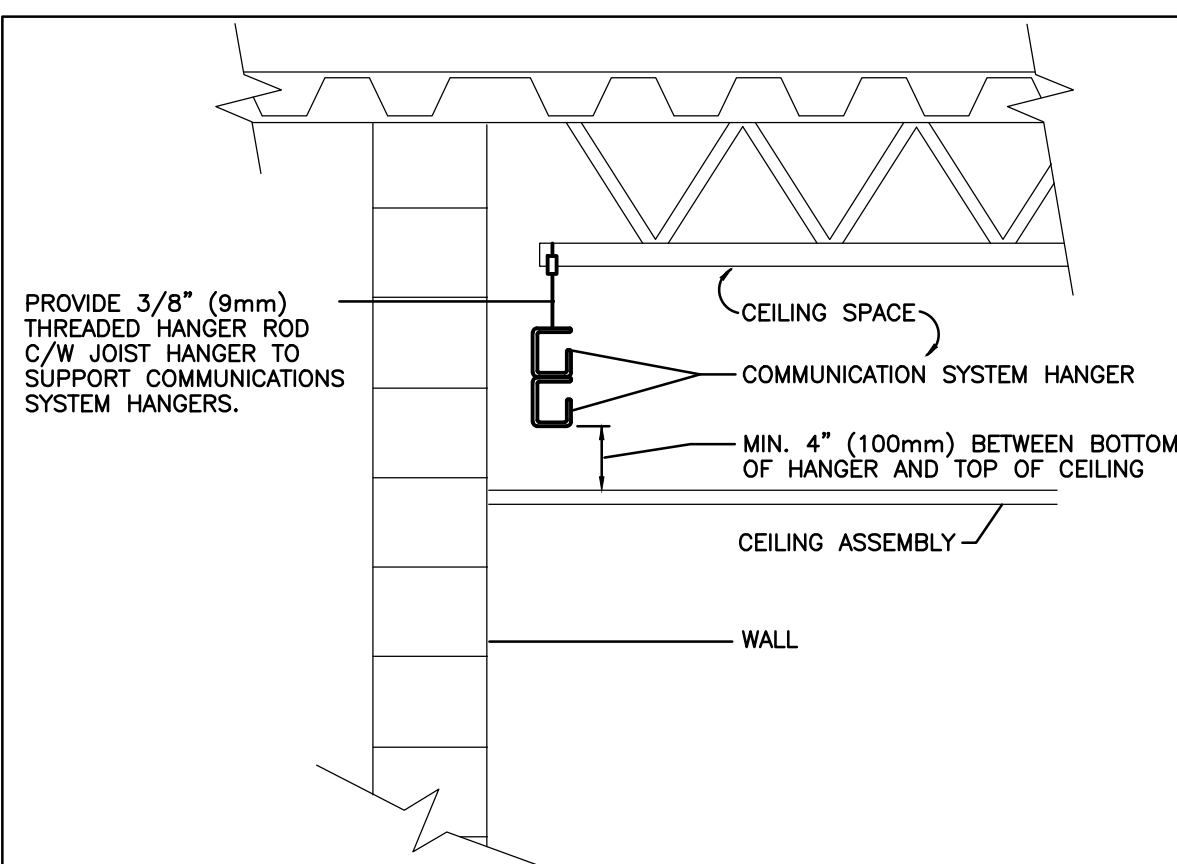 PROVIDE 3/8" (9mm)
THREADED HANGER ROD
C/W JOIST HANGER TO
SUPPORT COMMUNICATIONS
SYSTEM HANGERS.
CEILING SPACE
COMMUNICATION SYSTEM HANGER
MIN. 4" (100mm) BETWEEN BOTTOM
OF HANGER AND TOP OF CEILING
CEILING ASSEMBLY
WALL